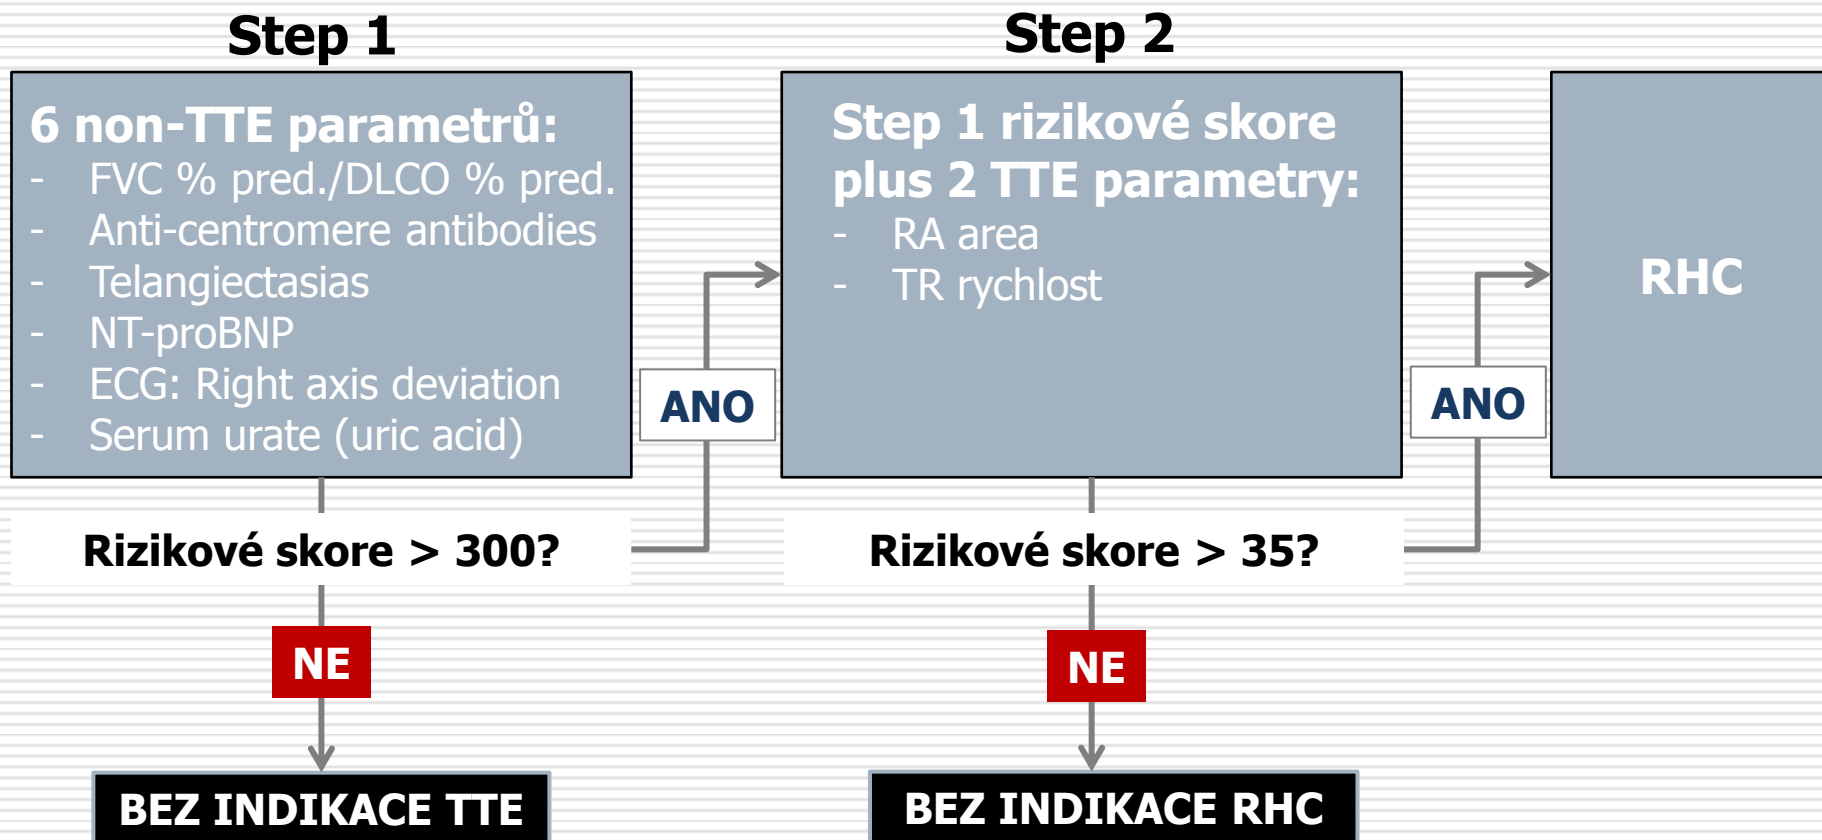 Step 1
6 non-TTE parametrů:
- FVC % pred./DLCO % pred.
- Anti-centromere antibodies
- Telangiectasias
- NT-proBNP
- ECG: Right axis deviation
- Serum urate (uric acid)
Rizikové skore > 300?
ANO
NE
BEZ INDIKACE TTE
Step 2
Step 1 rizikové skore
plus 2 TTE parametry:
- RA area
- TR rychlost
Rizikové skore > 35?
ANO
NE
BEZ INDIKACE RHC
RHC